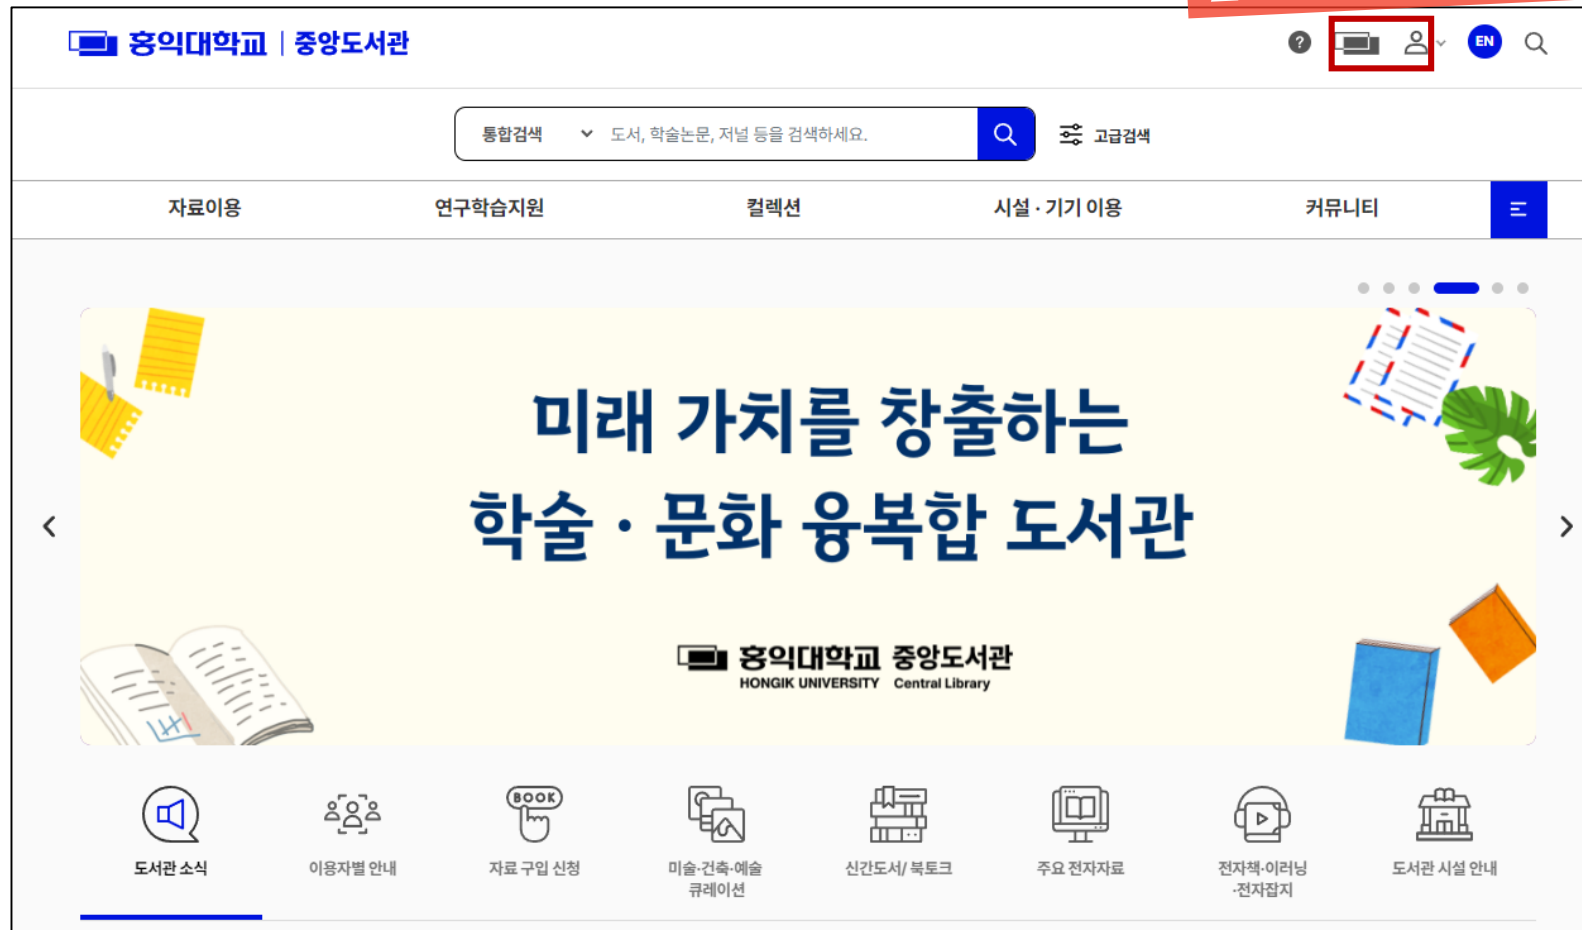 홍익대학교 | 중앙도서관
? EN
통합검색 도서, 학술논문, 저널 등을 검색하세요. 고급검색
자료이용 연구학습지원 컬렉션 시설 · 기기 이용 커뮤니티
미래 가치를 창출하는
학술 · 문화 융복합 도서관
홍익대학교 중앙도서관
HONGIK UNIVERSITY Central Library
BOOK
도서관 소식 이용자별 안내 자료 구입 신청 미술·건축·예술 신간도서/ 북토크 주요 전자자료 전자책·이러닝 도서관 시설 안내
큐레이션 ·전자잡지